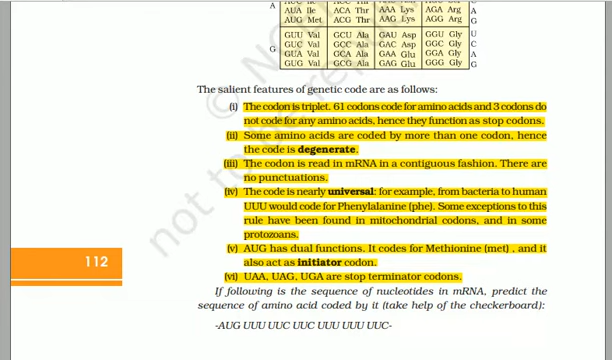 A
AUA Ile ACA Thr AAA Lys AGA Arg A
AUG Met ACG Thr AAG Lys AGG Arg G
GUU Val GCU Ala GAU Asp GGU Gly U
GUC Val GCC Ala GAC Asp GGC Gly C
G
GUA Val GCA Ala GAA Glu GGA Gly A
GUG Val GCG Ala GAG Glu GGG Gly G
The salient features of genetic code are as follows:
(i) The codon is triplet. 61 codons code for amino acids and 3 codons do
not code for any amino acids, hence they function as stop codons.
(ii) Some amino acids are coded by more than one codon, hence
the code is degenerate.
(iii) The codon is read in mRNA in a contiguous fashion. There are
no punctuations.
(iv) The code is nearly universal: for example, from bacteria to human
UUU would code for Phenylalanine (phe). Some exceptions to this
rule have been found in mitochondrial codons, and in some
protozoans.
(v) AUG has dual functions. It codes for Methionine (met) , and it
also act as initiator codon.
112
(vi) UAA, UAG, UGA are stop terminator codons.
If following is the sequence of nucleotides in mRNA, predict the
sequence of amino acid coded by it (take help of the checkerboard):
-AUG UUU UUC UUC UUU UUU UUC-
not to be